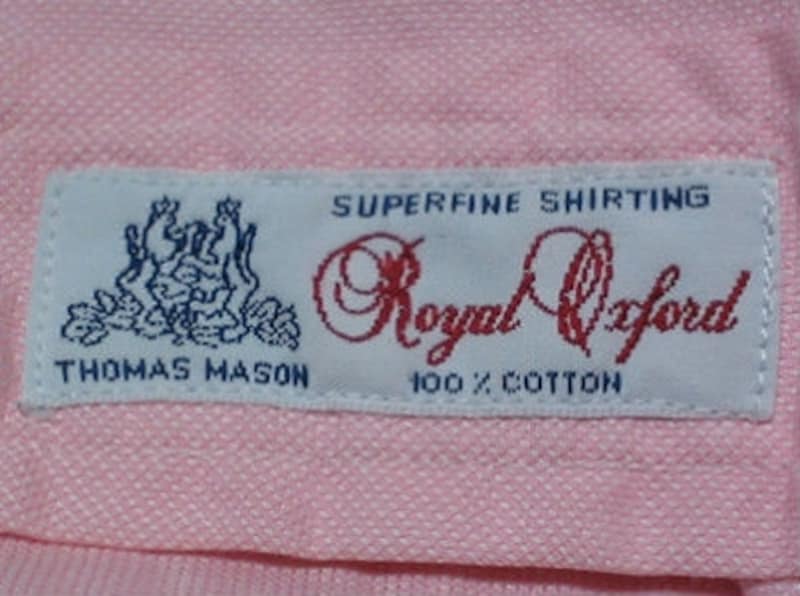 SUPERFINE SHIRTING
Royal Oxford
THOMAS MASON
100 % COTTON